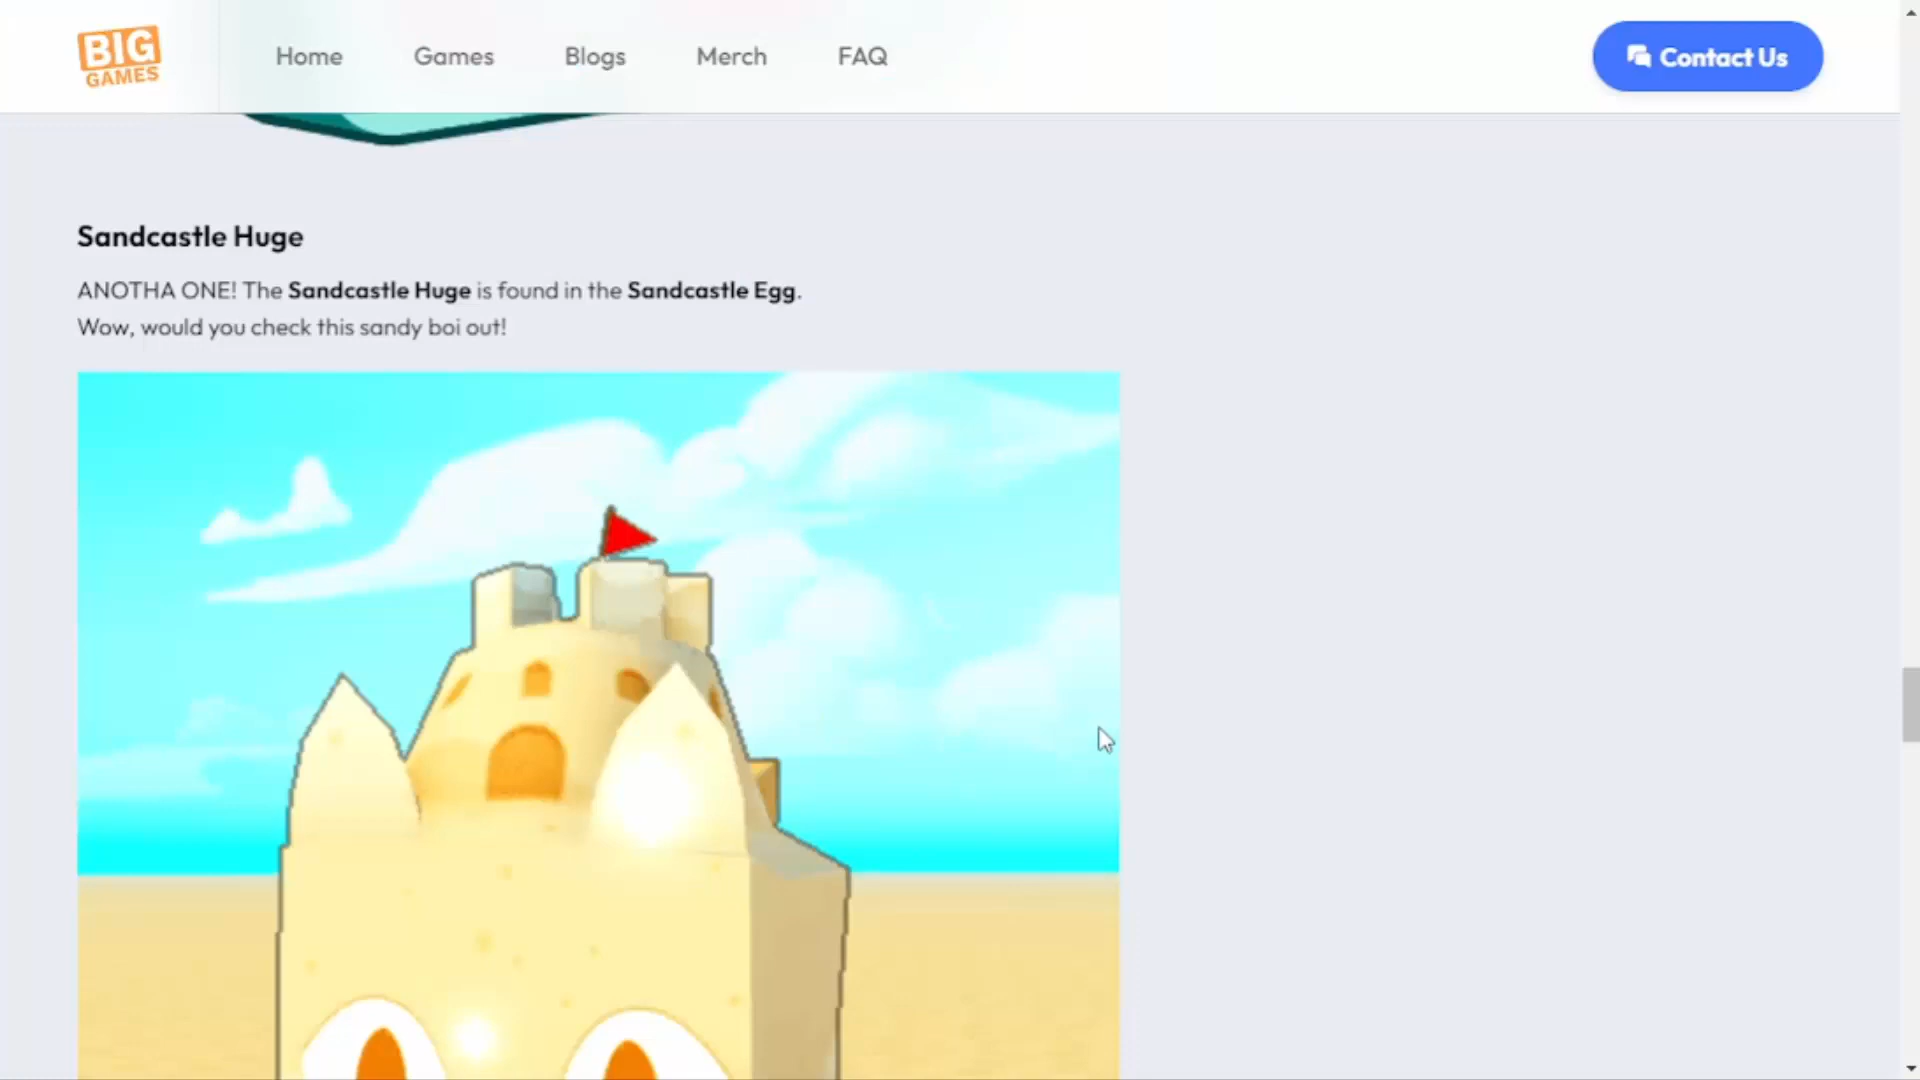 BIG
GAMES
Home
Games
Blogs
Merch
FAQ
Contact Us
Sandcastle Huge
ANOTHA ONE! The Sandcastle Huge is found in the Sandcastle Egg.
Wow, would you check this sandy boi out!